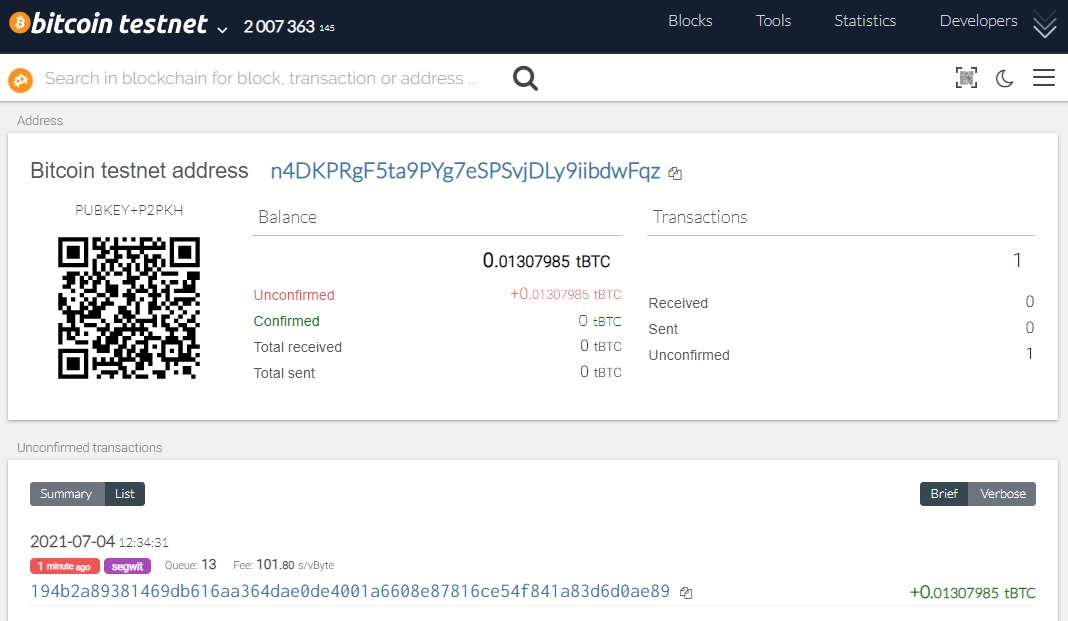 bitcoin testnet 2 007 363 145 Blocks Tools Statistics Developers
Search in blockchain for block, transaction or address ...
Address
Bitcoin testnet address n4DKPRgF5ta9PYg7eSPSvjDLy9iibdwFqz
PUBKEY+P2PKH
Balance
0.01307985 tBTC
Unconfirmed +0.01307985 tBTC
Confirmed 0 tBTC
Total received 0 tBTC
Total sent 0 tBTC
Transactions
1
Received 0
Sent 0
Unconfirmed 1
Unconfirmed transactions
Summary List Brief Verbose
2021-07-04 12:34:31
1 minute ago segwit Queue: 13 Fee: 101.80 s/vByte
194b2a89381469db616aa364dae0de4001a6608e87816ce54f841a83d6d0ae89 +0.01307985 tBTC